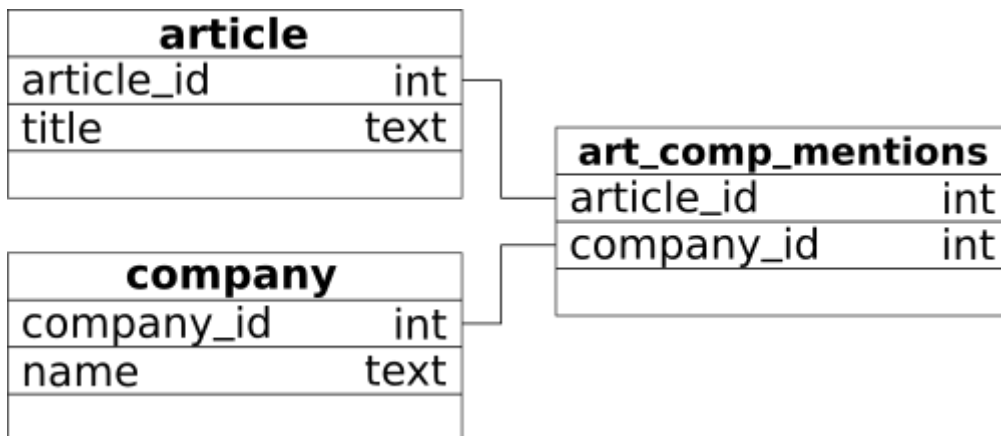 article
article_id int
title text
art_comp_mentions
article_id int
company_id int
company
company_id int
name text